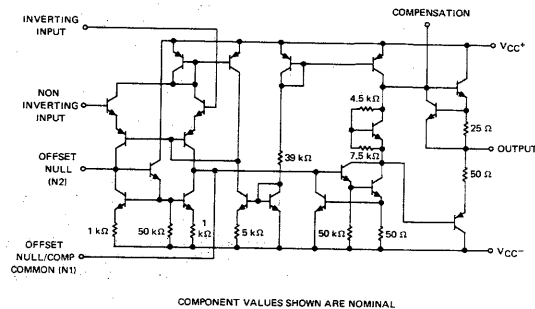 COMPENSATION
INVERTING
INPUT
VCC+
NON
INVERTING
INPUT
4.5 kΩ
25 Ω
OUTPUT
7.5 kΩ
39 kΩ
50 Ω
OFFSET
NULL (N2)
1 kΩ
50 kΩ
1
kΩ
5 kΩ
50 kΩ
50 Ω
VCC−
OFFSET
NULL/COMP
COMMON (N1)
COMPONENT VALUES SHOWN ARE NOMINAL